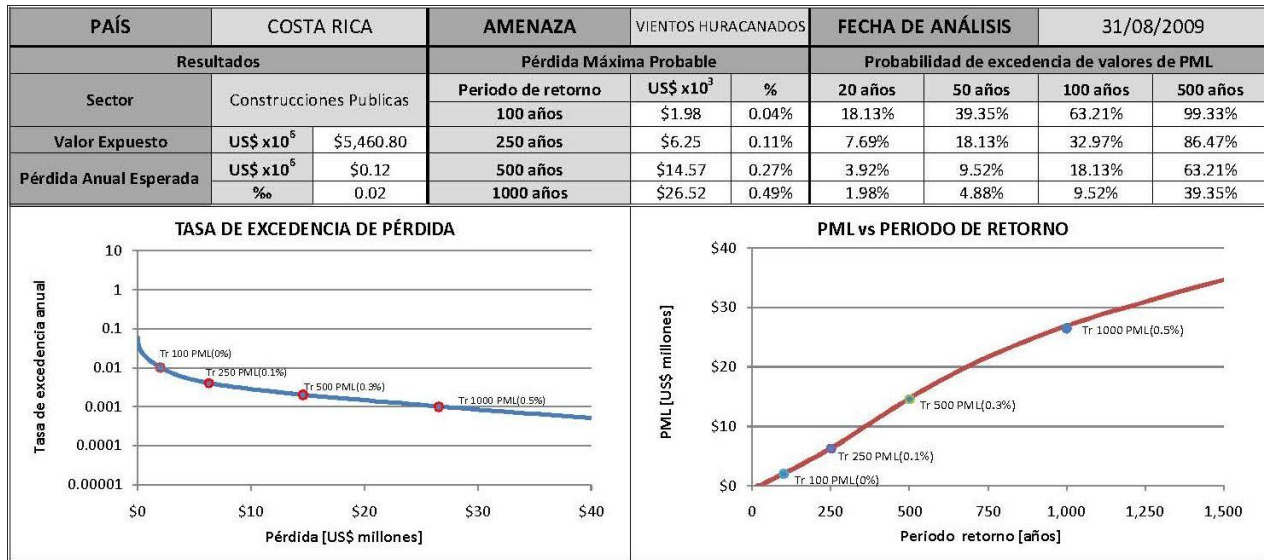 PAÍS COSTA RICA AMENAZA VIENTOS HURACANADOS FECHA DE ANÁLISIS 31/08/2009
Resultados Pérdida Máxima Probable Probabilidad de excedencia de valores de PML
Sector Construcciones Publicas Periodo de retorno US$ x10³ % 20 años 50 años 100 años 500 años
100 años $1.98 0.04% 18.13% 39.35% 63.21% 99.33%
Valor Expuesto US$ x10⁶ $5,460.80 250 años $6.25 0.11% 7.69% 18.13% 32.97% 86.47%
Pérdida Anual Esperada US$ x10⁶ $0.12 500 años $14.57 0.27% 3.92% 9.52% 18.13% 63.21%
‰ 0.02 1000 años $26.52 0.49% 1.98% 4.88% 9.52% 39.35%
TASA DE EXCEDENCIA DE PÉRDIDA
Tasa de excedencia anual
10
1
0.1
0.01
0.001
0.0001
0.00001
Tr 100 PML(0%)
Tr 250 PML(0.1%)
Tr 500 PML(0.3%)
Tr 1000 PML(0.5%)
$0 $10 $20 $30 $40
Pérdida [US$ millones]
PML vs PERIODO DE RETORNO
PML [US$ millones]
$40
$30
$20
$10
$0
Tr 1000 PML(0.5%)
Tr 500 PML(0.3%)
Tr 250 PML(0.1%)
Tr 100 PML(0%)
0 250 500 750 1,000 1,250 1,500
Periodo retorno [años]